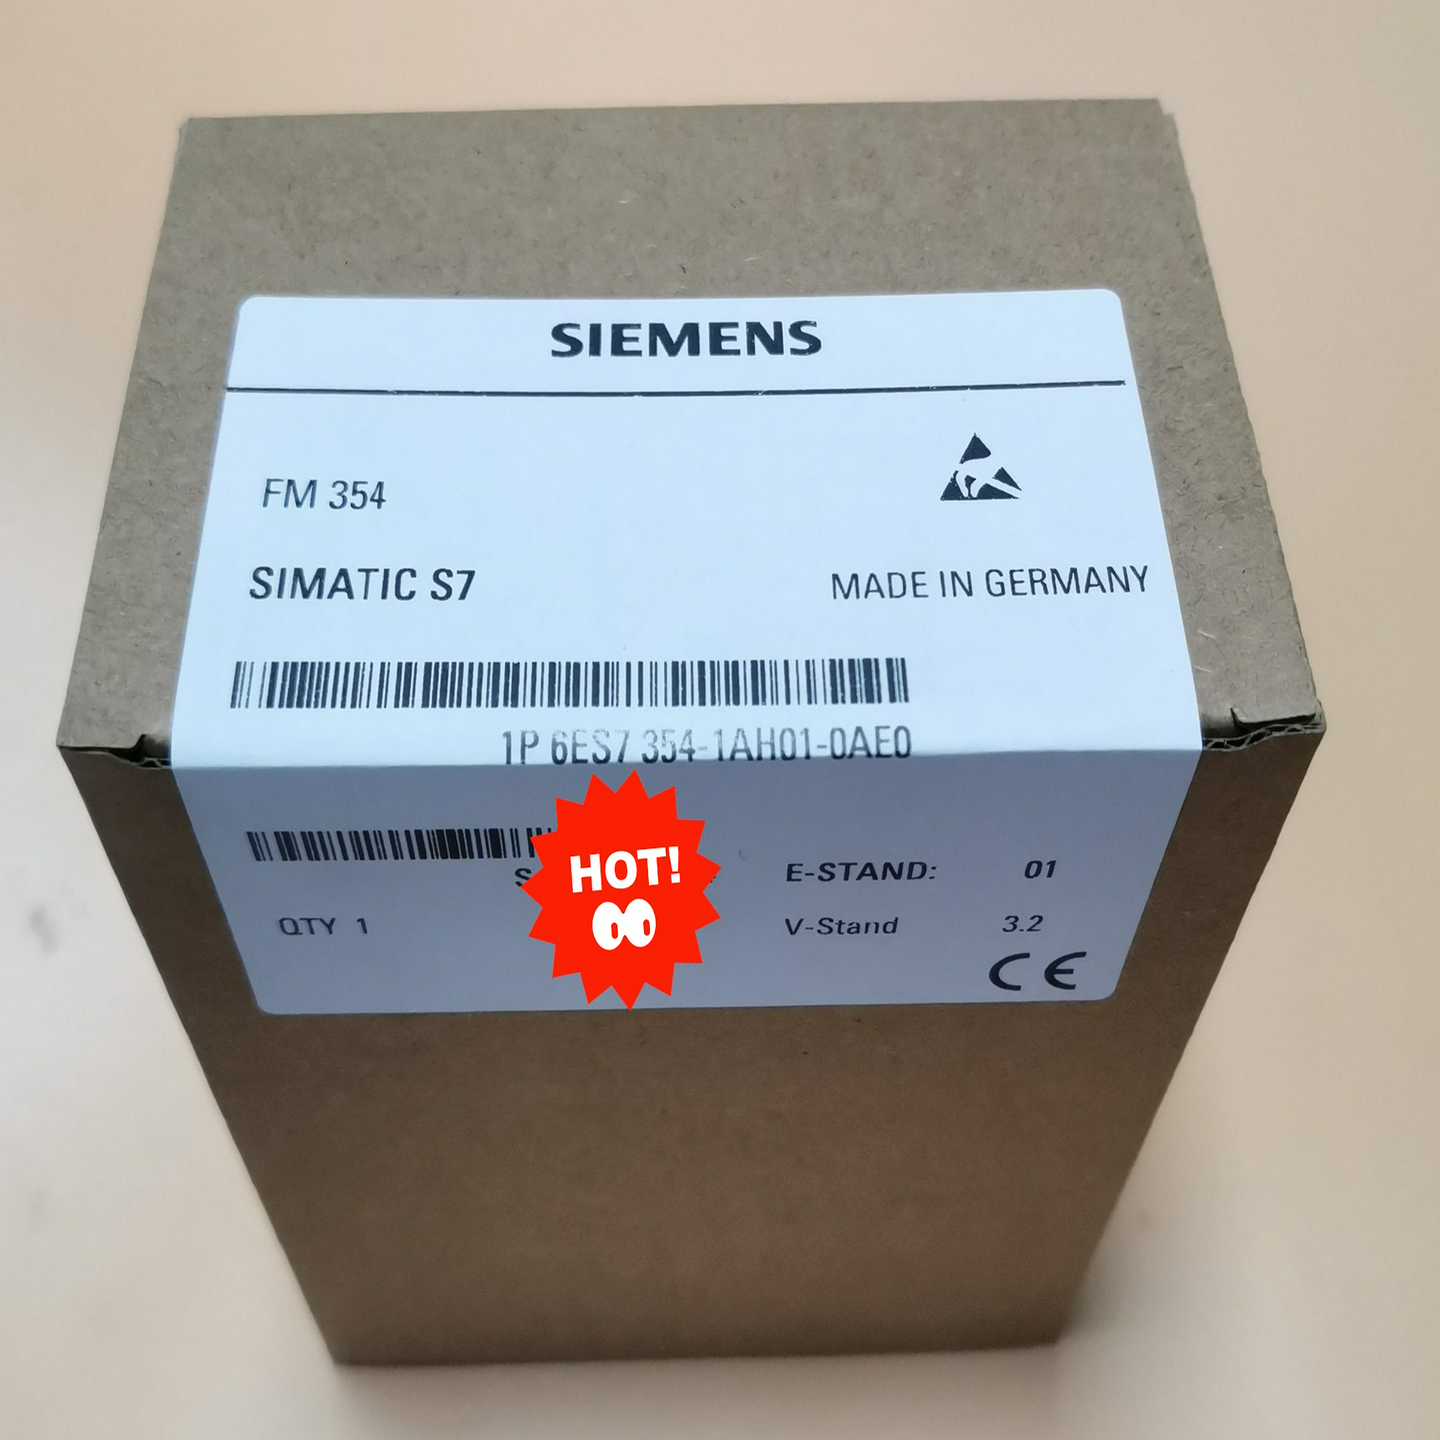 SIEMENS
FM 354
SIMATIC S7
MADE IN GERMANY
1P 6ES7 354-1AH01-0AE0
HOT!
E-STAND: 01
QTY 1
V-Stand 3.2
CE